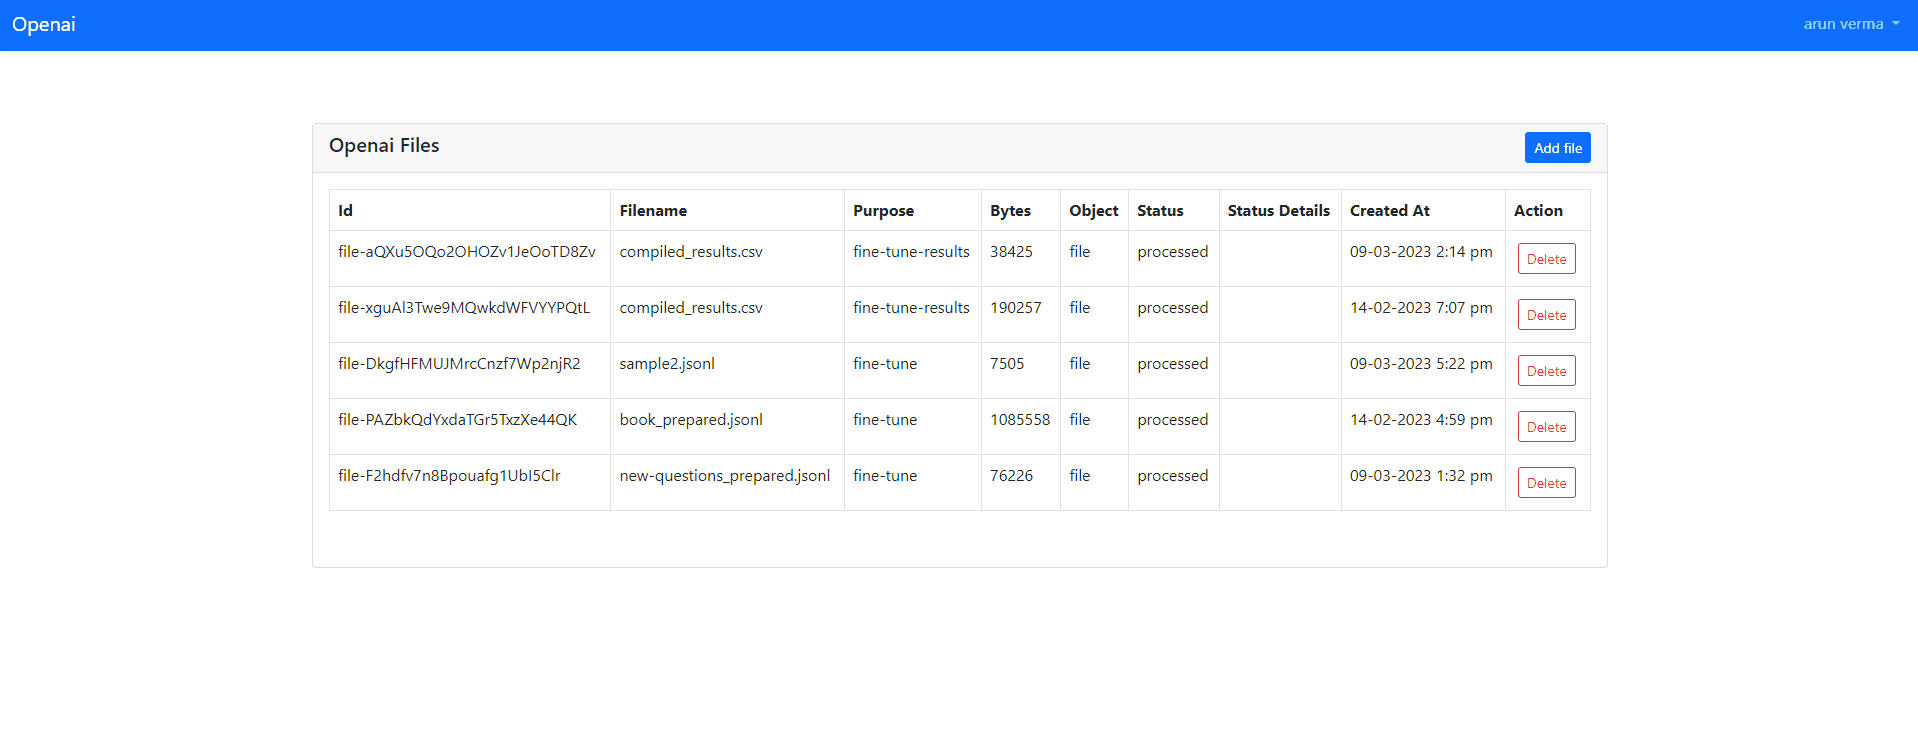 Openai arun verma
Openai Files Add file
Id Filename Purpose Bytes Object Status Status Details Created At Action
file-aQXu5OQo2OHOZv1JeOoTD8Zv compiled_results.csv fine-tune-results 38425 file processed 09-03-2023 2:14 pm Delete
file-xguAl3Twe9MQwkdWFVYYPQtL compiled_results.csv fine-tune-results 190257 file processed 14-02-2023 7:07 pm Delete
file-DkgfHFMUJMrcCnzf7Wp2njR2 sample2.jsonl fine-tune 7505 file processed 09-03-2023 5:22 pm Delete
file-PAZbkQdYxdaTGr5TxzXe44QK book_prepared.jsonl fine-tune 1085558 file processed 14-02-2023 4:59 pm Delete
file-F2hdfv7n8Bpouafg1UbI5Clr new-questions_prepared.jsonl fine-tune 76226 file processed 09-03-2023 1:32 pm Delete